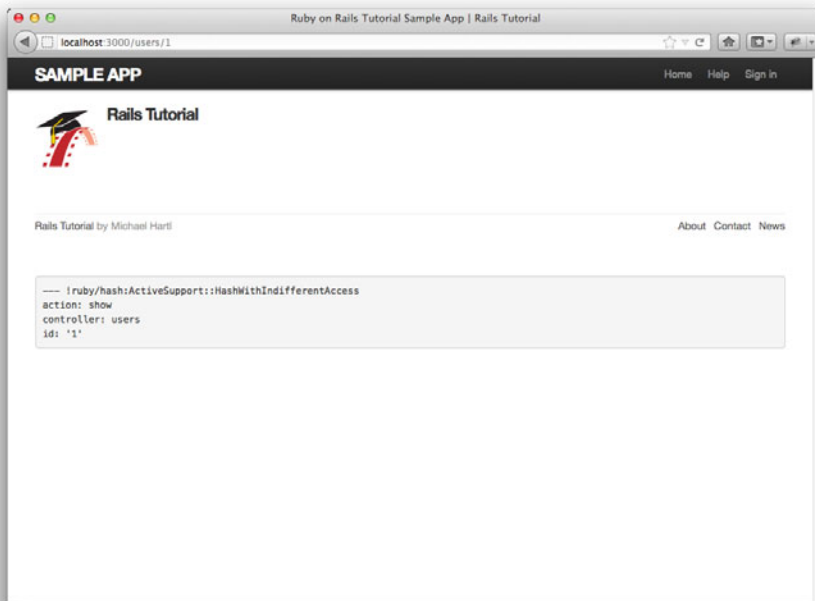 Ruby on Rails Tutorial Sample App | Rails Tutorial
localhost:3000/users/1
SAMPLE APP
Home Help Sign in
Rails Tutorial
Rails Tutorial by Michael Hartl
About Contact News
--- !ruby/hash:ActiveSupport::HashWithIndifferentAccess
action: show
controller: users
id: '1'